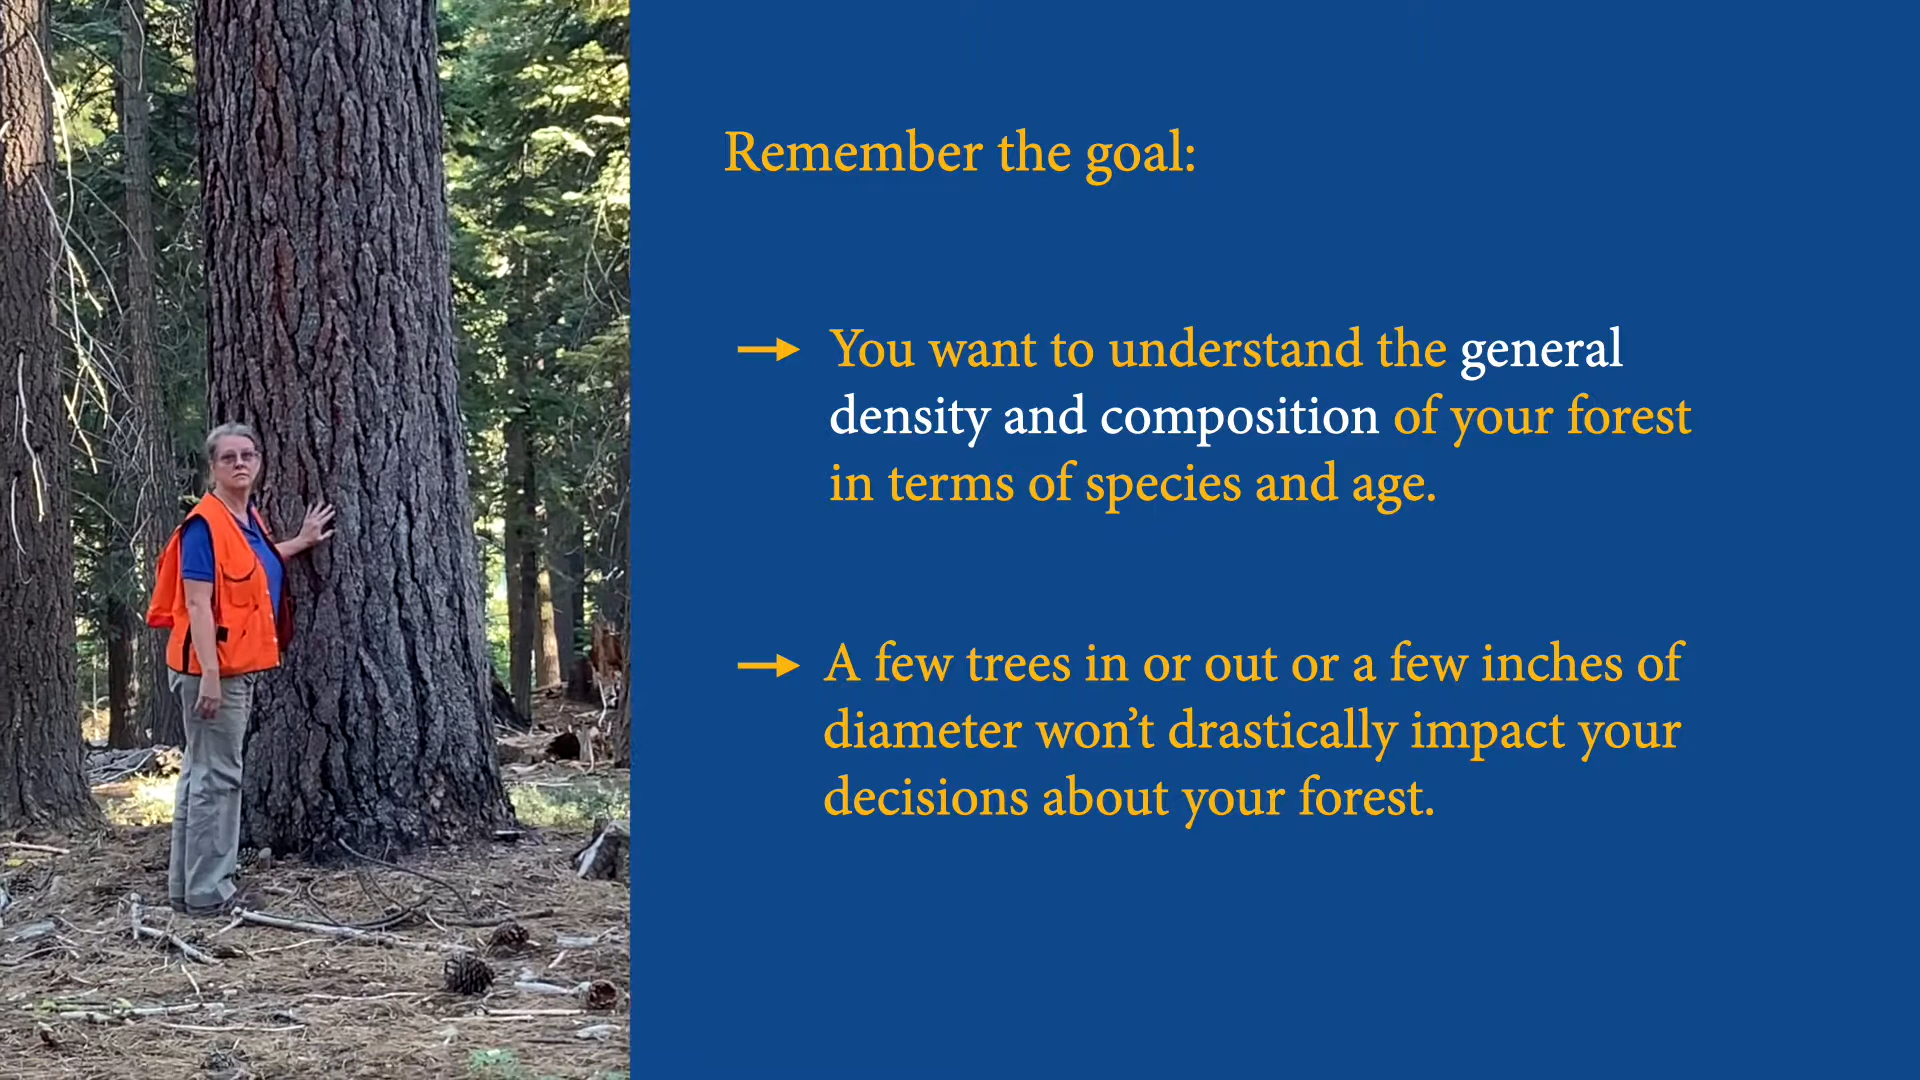 Remember the goal:
→ You want to understand the general
density and composition of your forest
in terms of species and age.
→ A few trees in or out or a few inches of
diameter won’t drastically impact your
decisions about your forest.